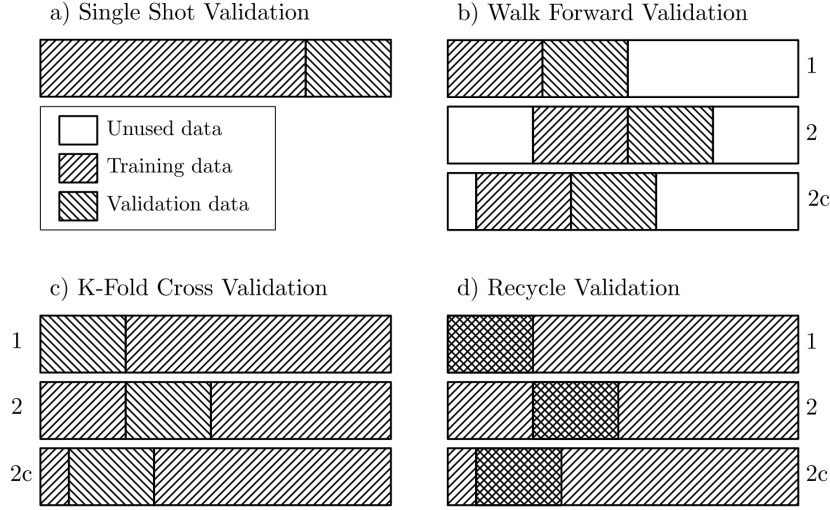 a) Single Shot Validation
Unused data
Training data
Validation data
b) Walk Forward Validation
1
2
2c
c) K-Fold Cross Validation
1
2
2c
d) Recycle Validation
1
2
2c